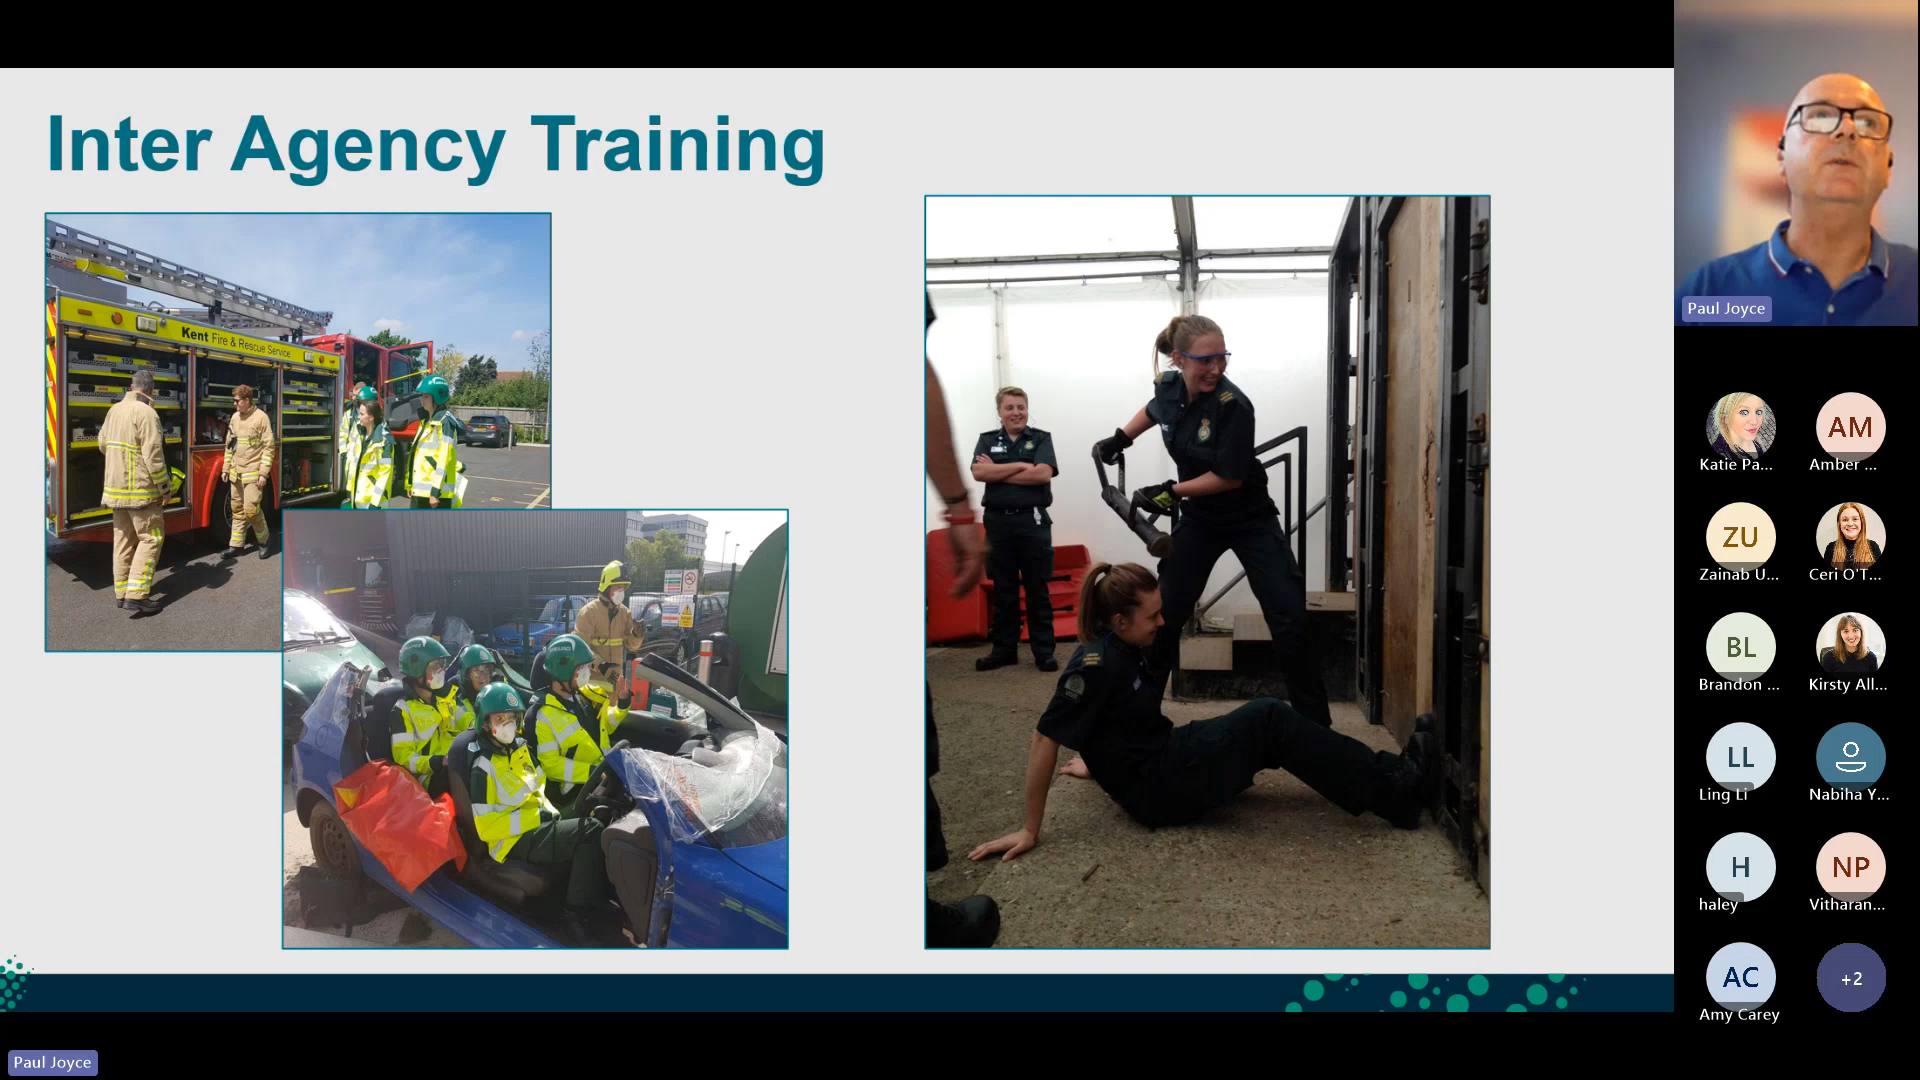 Inter Agency Training
Kent Fire & Rescue Service
159
Paul Joyce
Katie Pa...
AM
Amber ...
ZU
Zainab U...
Ceri O'T...
BL
Brandon ...
Kirsty All...
LL
Ling Li
Nabiha Y...
H
haley
NP
Vitharan...
AC
Amy Carey
+2
Paul Joyce